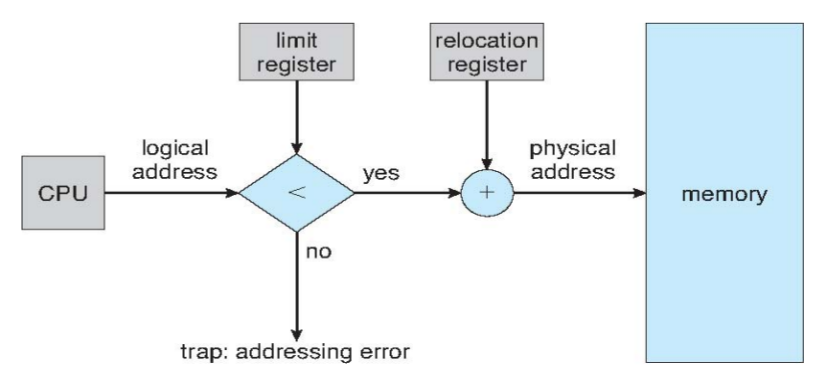 limit
register
relocation
register
logical
address
physical
address
CPU
<
yes
+
memory
no
trap: addressing error